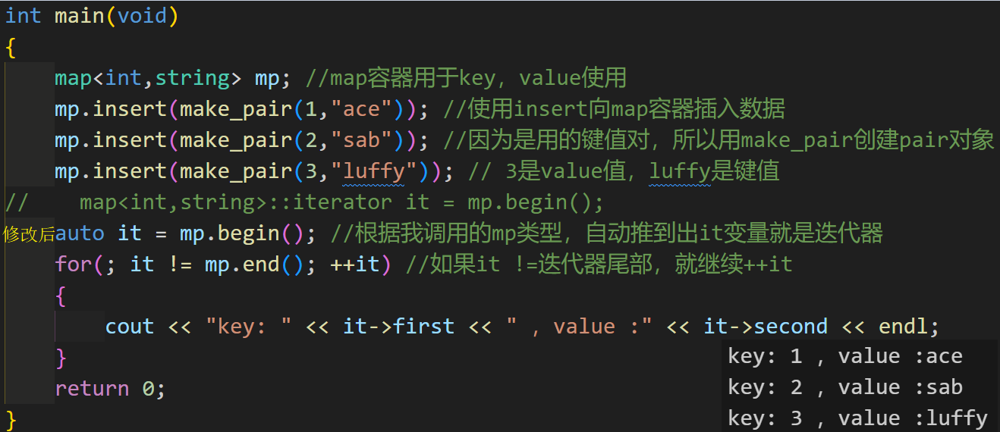 int main(void)
{
map<int,string> mp; //map容器用于key，value使用
mp.insert(make_pair(1,"ace")); //使用insert向map容器插入数据
mp.insert(make_pair(2,"sab")); //因为是用的键值对，所以用make_pair创建pair对象
mp.insert(make_pair(3,"luffy")); // 3是value值，luffy是键值
//    map<int,string>::iterator it = mp.begin();
修改后auto it = mp.begin(); //根据我调用的mp类型，自动推到出it变量就是迭代器
for(; it != mp.end(); ++it) //如果it !=迭代器尾部，就继续++it
{
cout << "key: " << it->first << " , value :" << it->second << endl;
}
return 0;
}
key: 1 , value :ace
key: 2 , value :sab
key: 3 , value :luffy